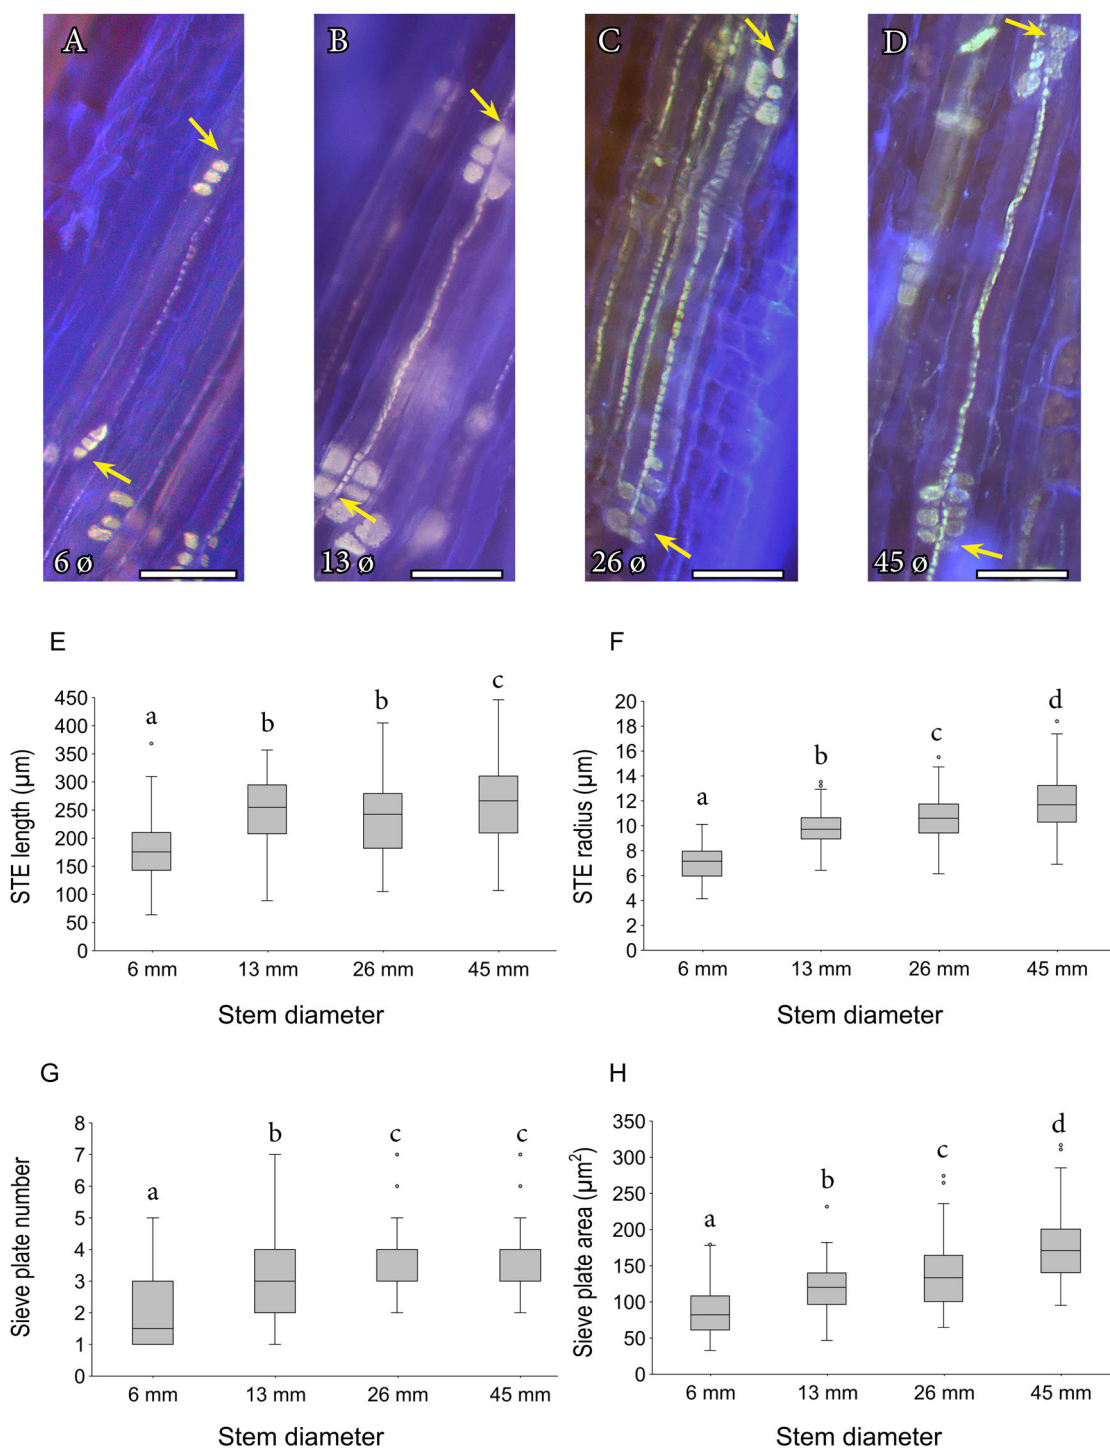 A
B
C
D
6 ø
13 ø
26 ø
45 ø
E
STE length (µm)
450
400
350
300
250
200
150
100
50
0
a
b
b
c
6 mm
13 mm
26 mm
45 mm
Stem diameter
F
STE radius (µm)
20
18
16
14
12
10
8
6
4
2
0
a
b
c
d
6 mm
13 mm
26 mm
45 mm
Stem diameter
G
Sieve plate number
8
7
6
5
4
3
2
1
0
a
b
c
c
6 mm
13 mm
26 mm
45 mm
Stem diameter
H
Sieve plate area (µm²)
350
300
250
200
150
100
50
0
a
b
c
d
6 mm
13 mm
26 mm
45 mm
Stem diameter